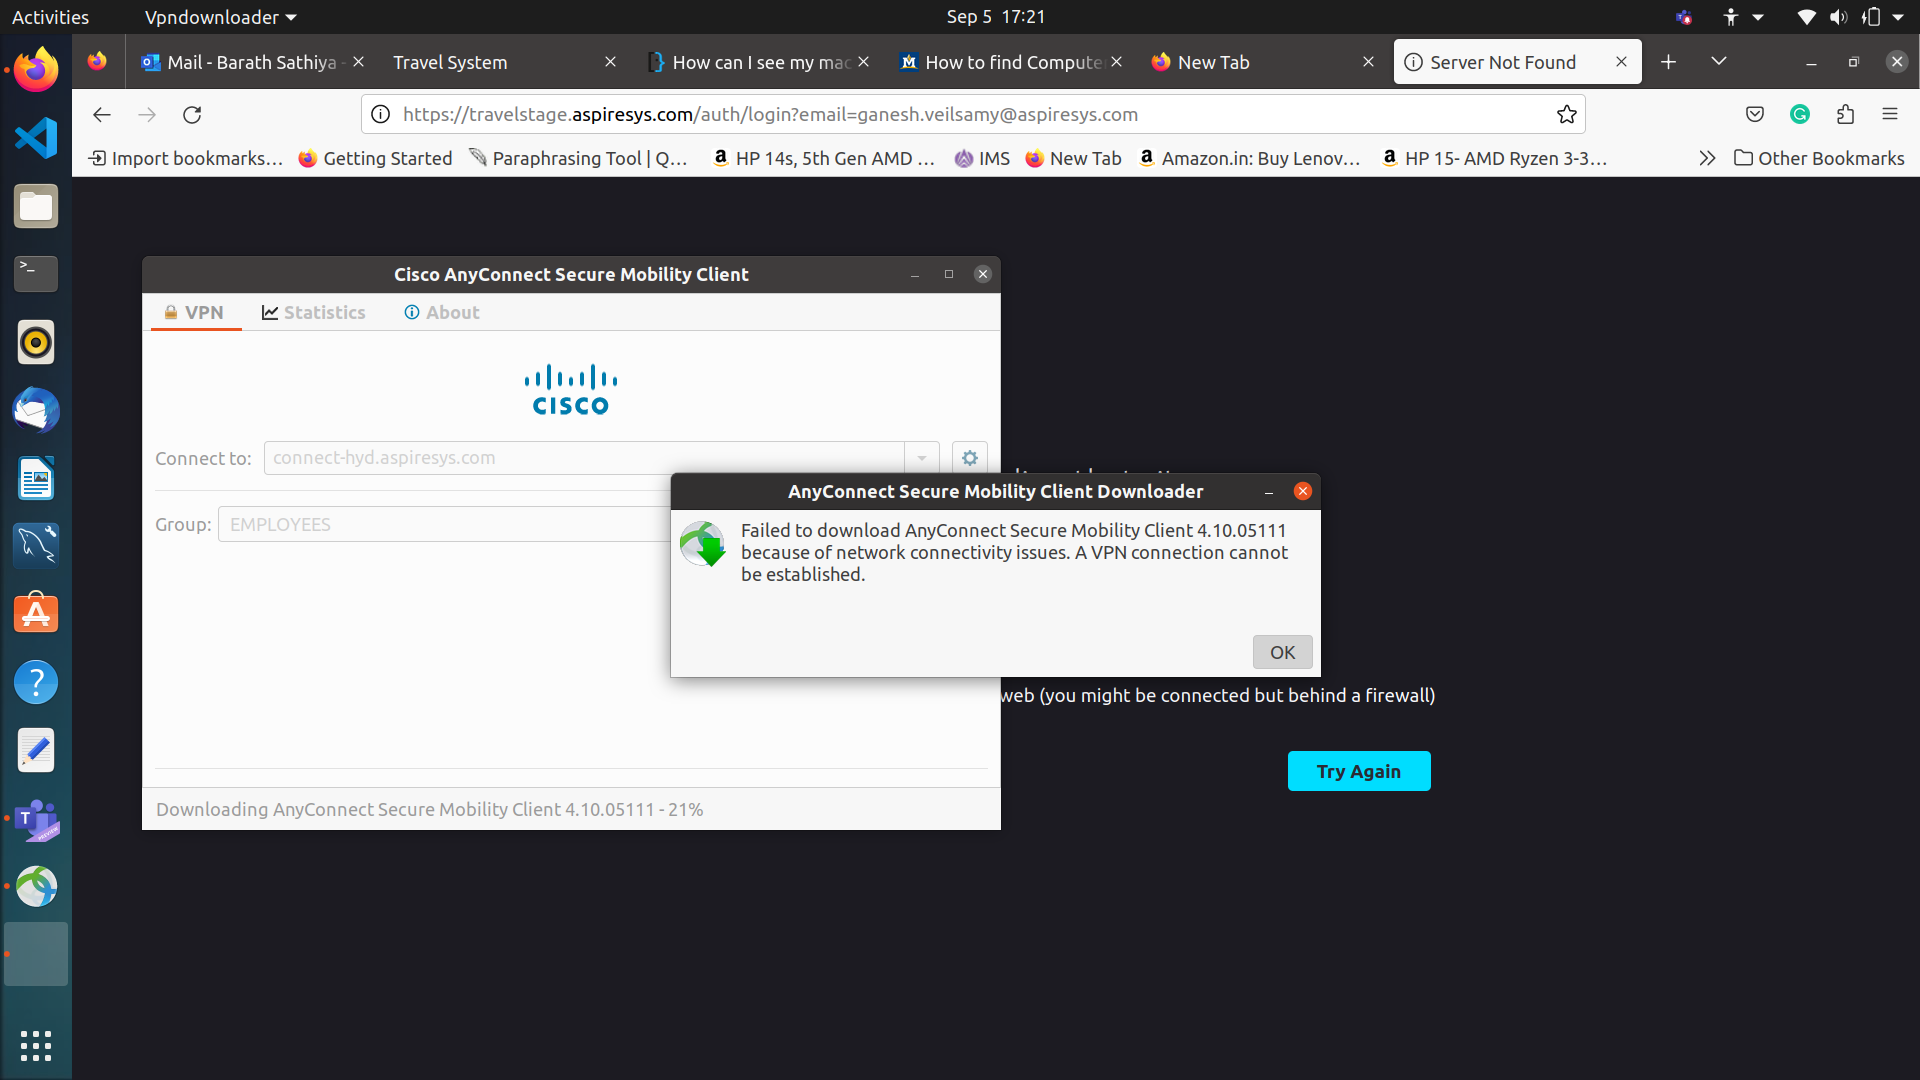 Activities
Vpndownloader
Sep 5 17:21
Mail - Barath Sathiya -
Travel System
How can I see my mac
How to find Compute
New Tab
Server Not Found
https://travelstage.aspiresys.com/auth/login?email=ganesh.veilsamy@aspiresys.com
Import bookmarks...
Getting Started
Paraphrasing Tool | Q...
HP 14s, 5th Gen AMD ...
IMS
New Tab
Amazon.in: Buy Lenov...
HP 15- AMD Ryzen 3-3...
Other Bookmarks
Cisco AnyConnect Secure Mobility Client
VPN
Statistics
About
CISCO
Connect to:
connect-hyd.aspiresys.com
Group:
EMPLOYEES
AnyConnect Secure Mobility Client Downloader
Failed to download AnyConnect Secure Mobility Client 4.10.05111
because of network connectivity issues. A VPN connection cannot
be established.
OK
web (you might be connected but behind a firewall)
Try Again
Downloading AnyConnect Secure Mobility Client 4.10.05111 - 21%